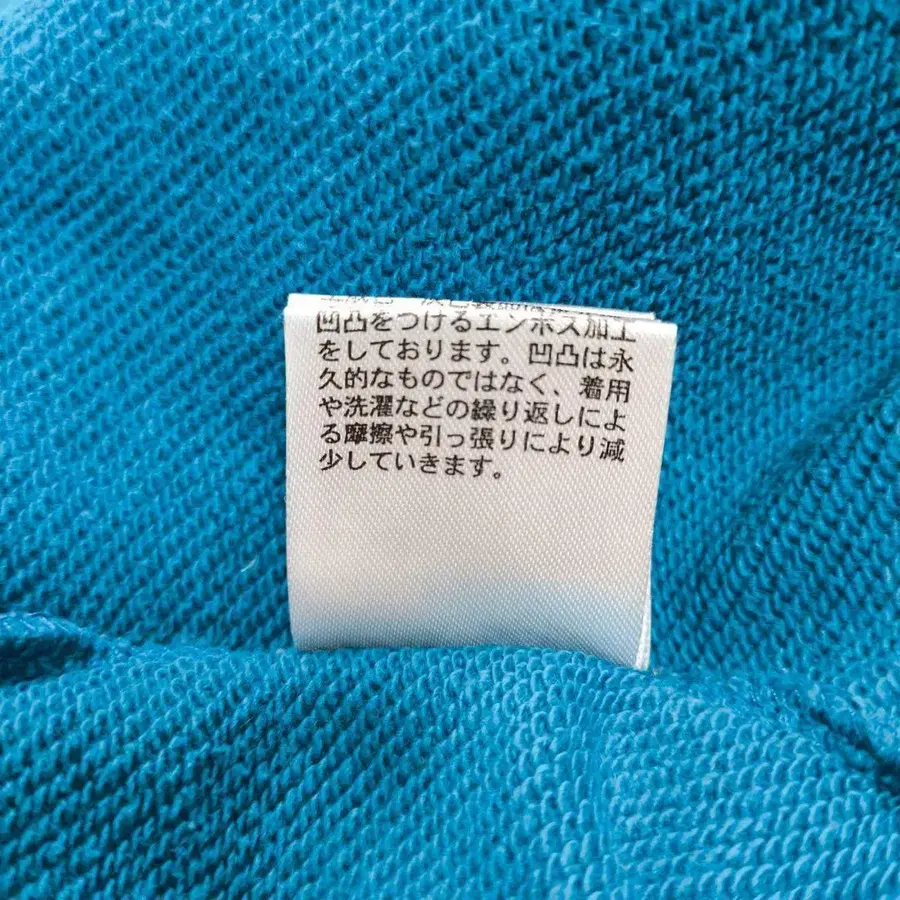 凹凸をつけるエンボス加工
をしております。凹凸は永
久的なものではなく、着用
や洗濯などの繰り返しによ
る摩擦や引っ張りにより減
少していきます。